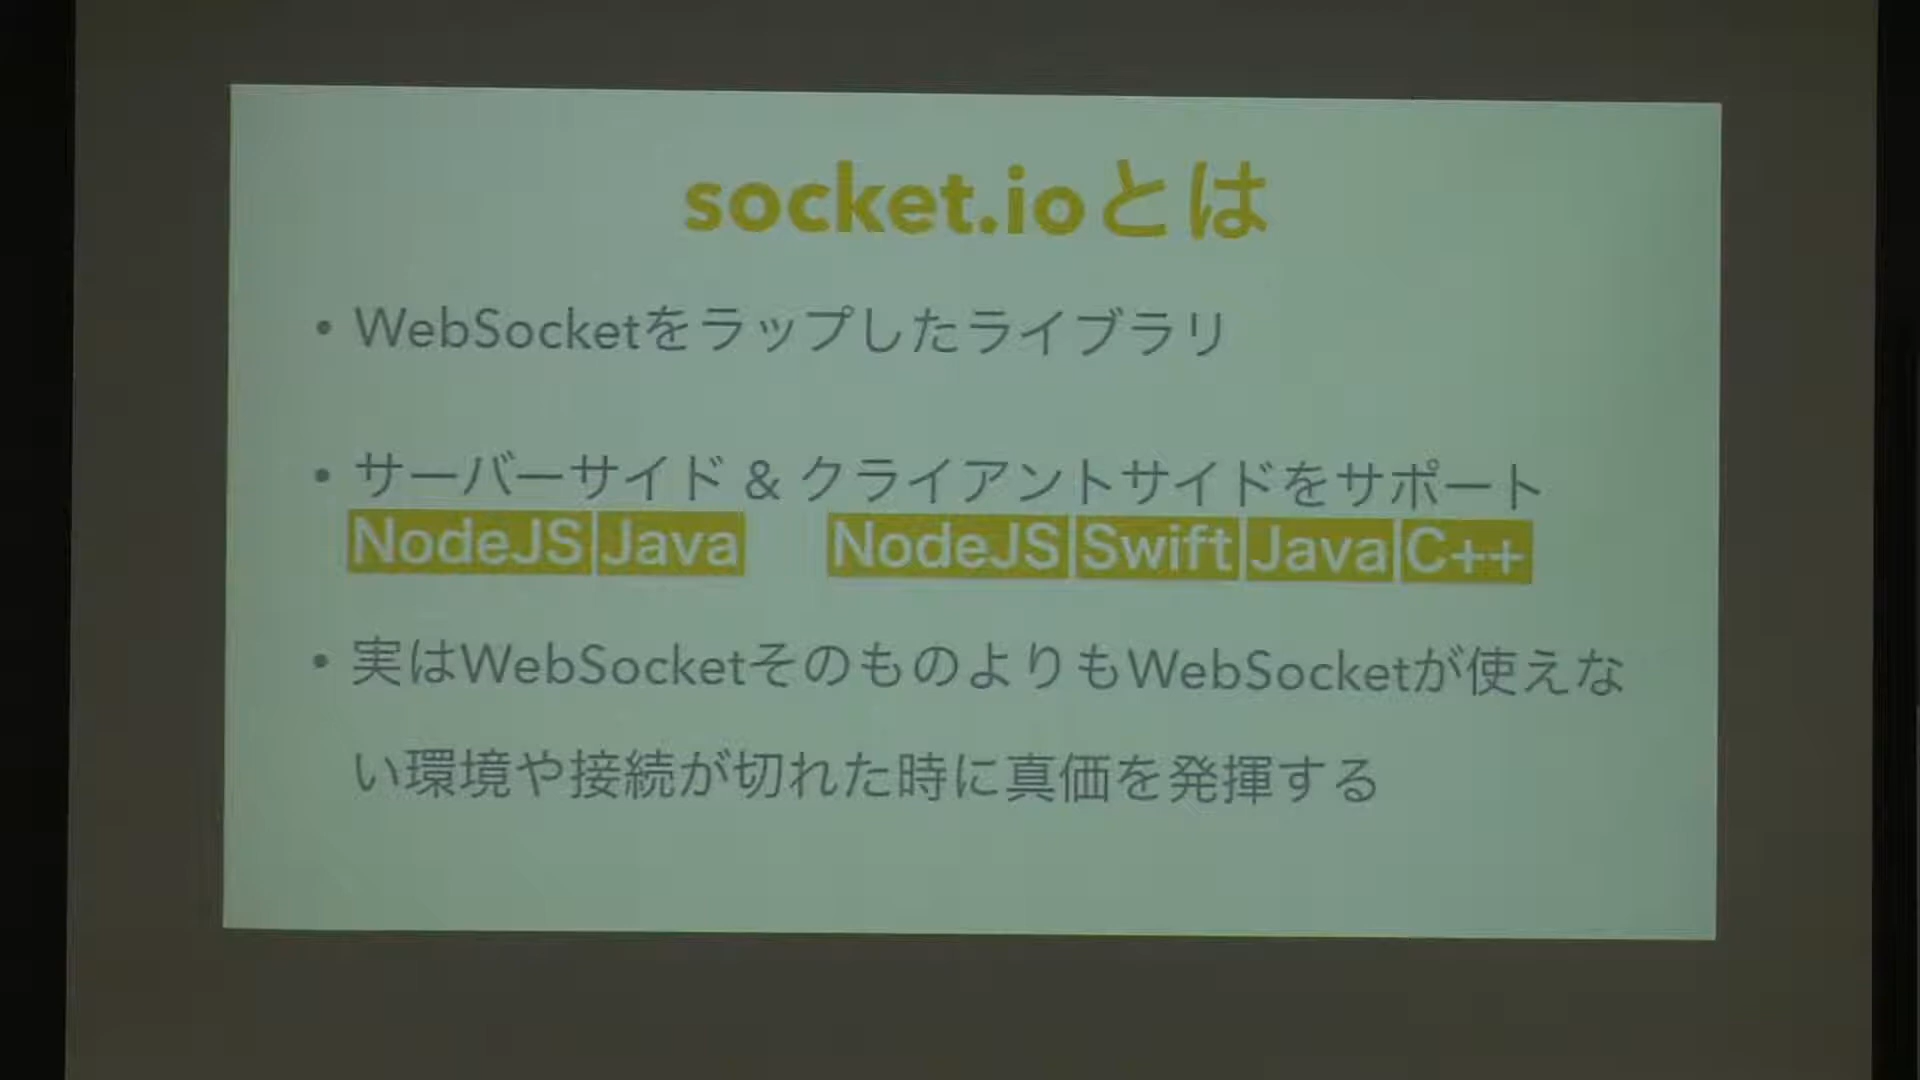 socket.ioとは
• WebSocketをラップしたライブラリ
• サーバーサイド & クライアントサイドをサポート
NodeJS Java NodeJS Swift Java C++
• 実はWebSocketそのものよりもWebSocketが使えな
い環境や接続が切れた時に真価を発揮する